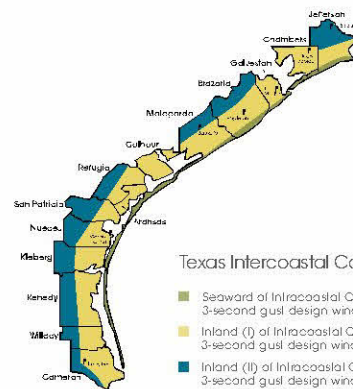 Jefferson
Chambers
Galveston
Brazoria
Matagorda
Calhoun
Refugio
San Patricio
Aransas
Nueces
Kleberg
Kenedy
Willacy
Cameron
Texas Intercoastal Co
Seaward of Intracoastal C
3-second gust design wind
Inland (I) of Intracoastal C
3-second gust design wind
Inland (II) of Intracoastal C
3-second gust design wind